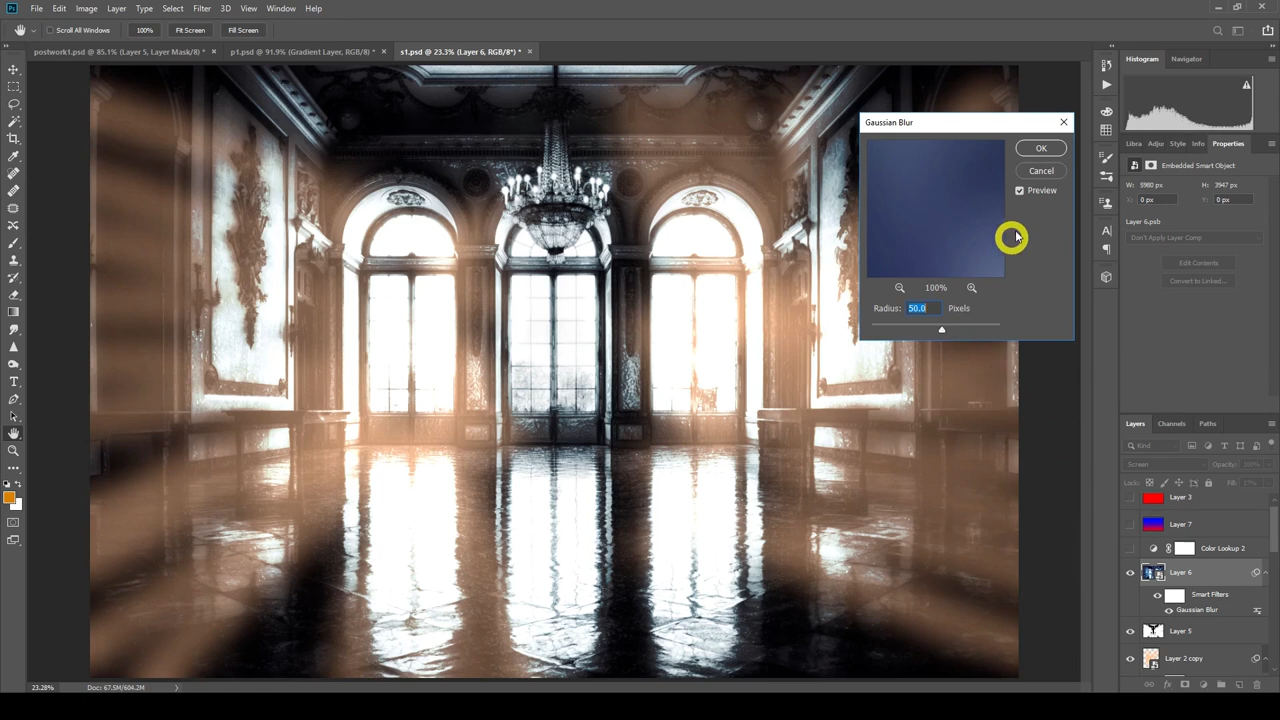 Ps File Edit Image Layer Type Select Filter 3D View Window Help
Scroll All Windows 100% Fit Screen Fill Screen
postwork1.psd @ 85.1% (Layer 5, Layer Mask/8) * × p1.psd @ 91.9% (Gradient Layer, RGB/8) * × s1.psd @ 23.3% (Layer 6, RGB/8*) * ×
Histogram Navigator
Gaussian Blur
OK
Cancel
Preview
100%
Radius: 50.0 Pixels
Libra Adjur Style Info Properties
Embedded Smart Object
W: 5980 px H: 3947 px
X: 0 px Y: 0 px
Layer 6.psb
Don't Apply Layer Comp
Edit Contents
Convert to Linked...
Layers Channels Paths
Kind
Screen Opacity: 100%
Lock: Fill: 17%
Layer 3
Layer 7
Color Lookup 2
Layer 6
Smart Filters
Gaussian Blur
Layer 5
Layer 2 copy
23.28% Doc: 67.5M/604.2M